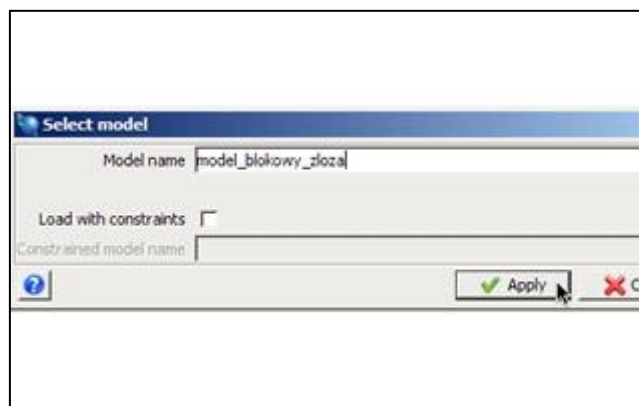 Select model
Model name model_blokowy_zloza
Load with constraints
Constrained model name
Apply C